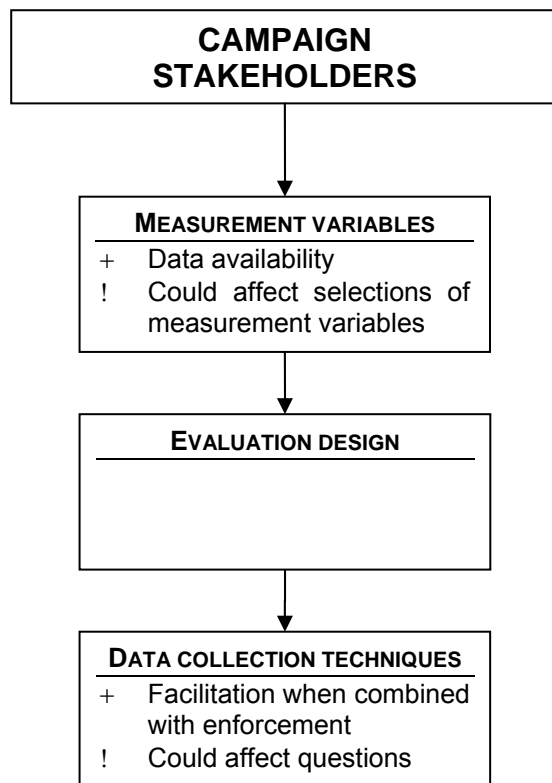 CAMPAIGN
STAKEHOLDERS
MEASUREMENT VARIABLES
+ Data availability
! Could affect selections of
measurement variables
EVALUATION DESIGN
DATA COLLECTION TECHNIQUES
+ Facilitation when combined
with enforcement
! Could affect questions